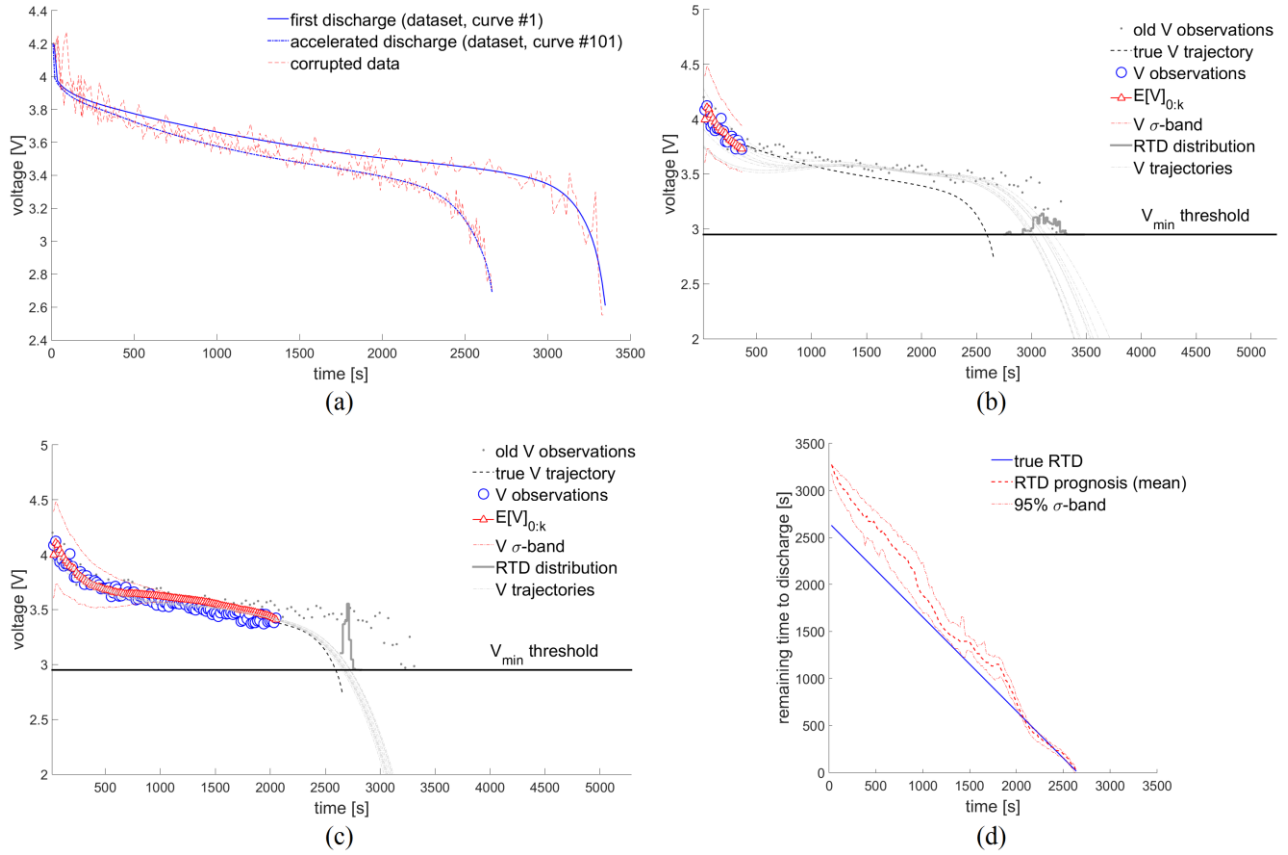 first discharge (dataset, curve #1)
accelerated discharge (dataset, curve #101)
corrupted data
4.4
4.2
4
3.8
3.6
3.4
3.2
3
2.8
2.6
2.4
voltage [V]
0 500 1000 1500 2000 2500 3000 3500
time [s]
(a)
old V observations
true V trajectory
V observations
E[V]0:k
V σ-band
RTD distribution
V trajectories
Vmin threshold
5
4.5
4
3.5
3
2.5
2
voltage [V]
500 1000 1500 2000 2500 3000 3500 4000 4500 5000
time [s]
(b)
old V observations
true V trajectory
V observations
E[V]0:k
V σ-band
RTD distribution
V trajectories
Vmin threshold
5
4.5
4
3.5
3
2.5
2
voltage [V]
500 1000 1500 2000 2500 3000 3500 4000 4500 5000
time [s]
(c)
true RTD
RTD prognosis (mean)
95% σ-band
3500
3000
2500
2000
1500
1000
500
0
remaining time to discharge [s]
0 500 1000 1500 2000 2500 3000 3500
time [s]
(d)